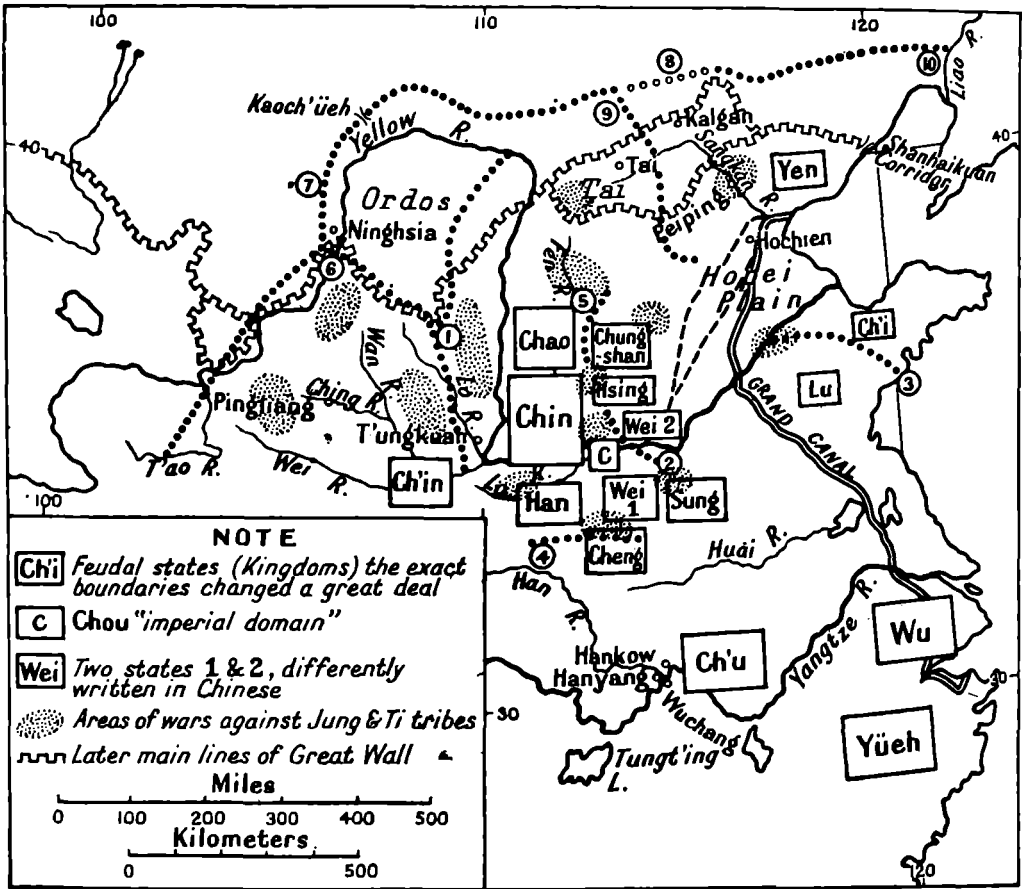 100
110
120
8
10
Liao R.
Kaoch'üeh
Yellow R.
9
Kalgan
40
40
Sangkan R.
Shanhaikuan
Corridor
Tai
Tai
Yen
7
Ordos
Peiping
Ninghsia
Hochien
6
Hopei
Plain
Fen R.
5
Ch'i
1
Chao
Chung
-shan
Wan R.
Lo R.
Hsing
Lu
3
Pingliang
Ching R.
Chin
Wei 2
GRAND CANAL
T'ungkuan
C
2
T'ao R.
Wei R.
Ch'in
Lo R.
Han
Wei
1
Sung
100
Cheng
4
Huai R.
Han R.
NOTE
Ch'i Feudal states (Kingdoms) the exact
boundaries changed a great deal
C Chou "imperial domain"
Wei Two states 1 & 2, differently
written in Chinese
Areas of wars against Jung & Ti tribes
Later main lines of Great Wall
Miles
0 100 200 300 400 500
Kilometers
0 500
Hankow
Hanyang
Wuchang
Ch'u
Yangtze R.
Wu
30
30
Tungt'ing
L.
Yüeh
120